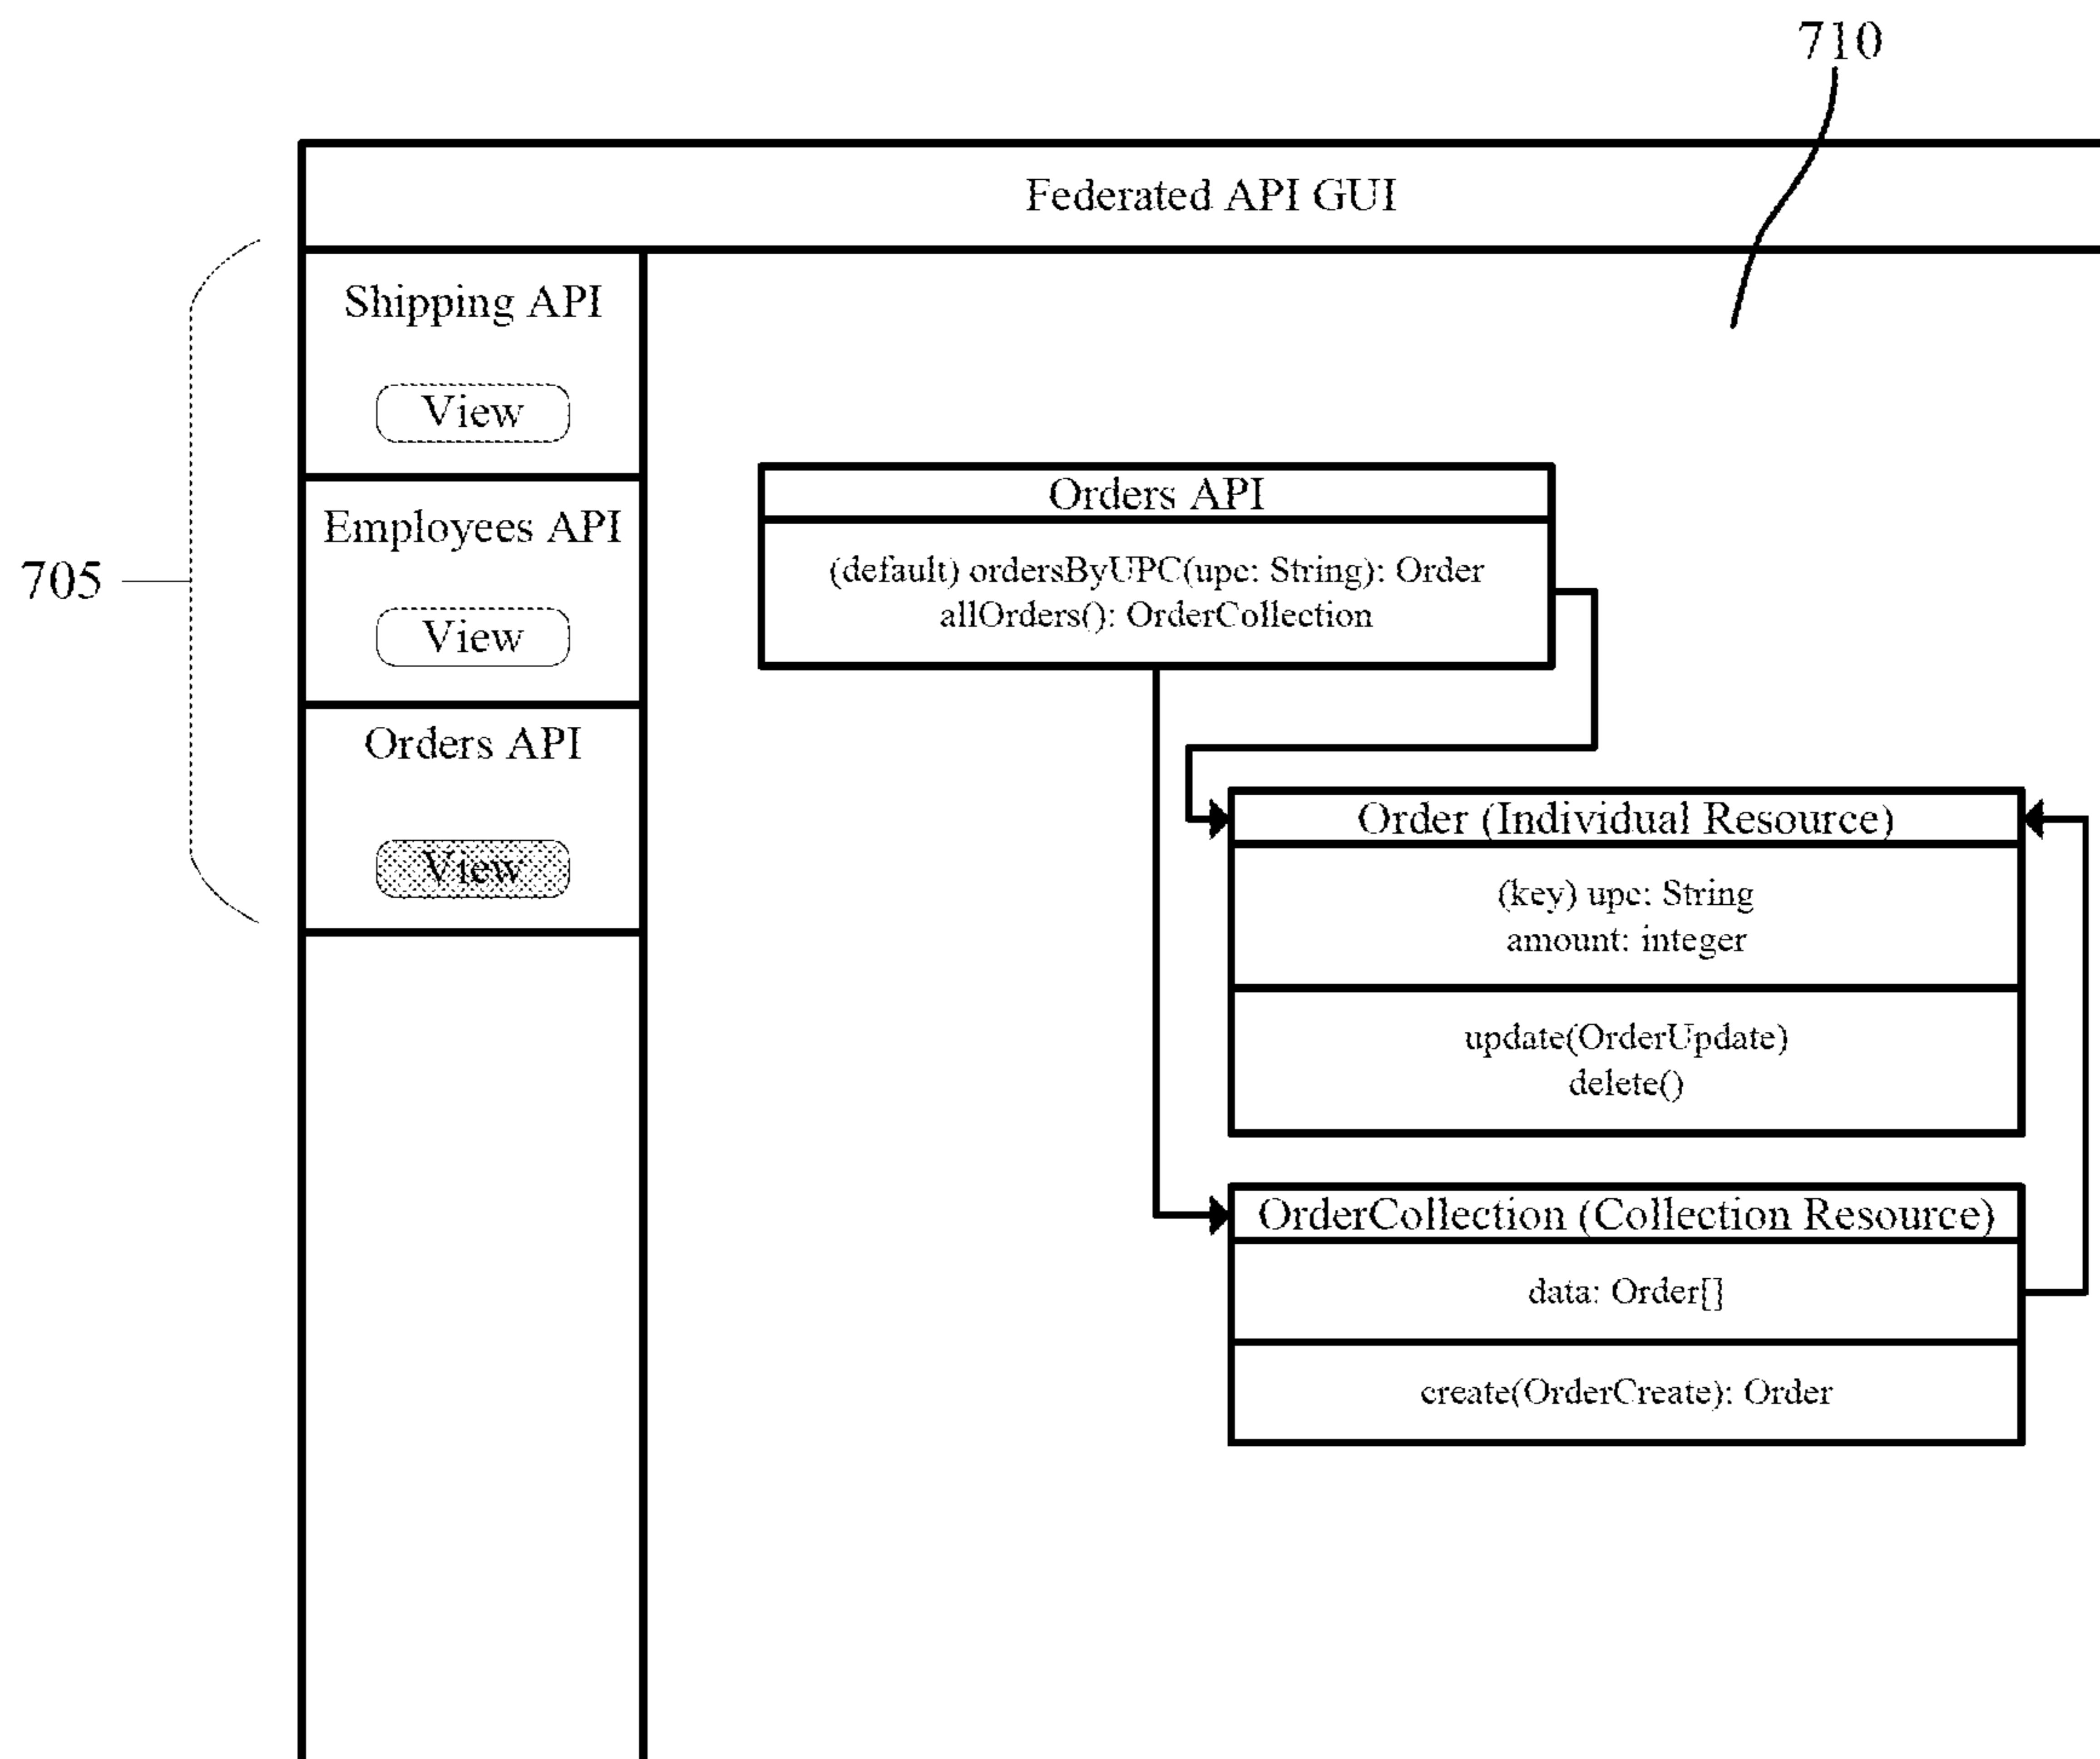 710
Federated API GUI
705
Shipping API
View
Employees API
View
Orders API
View
Orders API
(default) ordersByUPC(upc: String): Order
allOrders(): OrderCollection
Order (Individual Resource)
(key) upc: String
amount: integer
update(OrderUpdate)
delete()
OrderCollection (Collection Resource)
data: Order[]
create(OrderCreate): Order